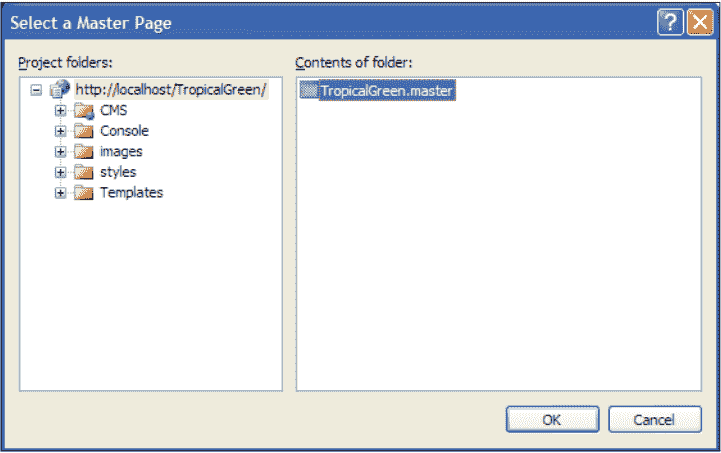 Select a Master Page
Project folders:
Contents of folder:
http://localhost/TropicalGreen/
CMS
Console
images
styles
Templates
TropicalGreen.master
OK
Cancel